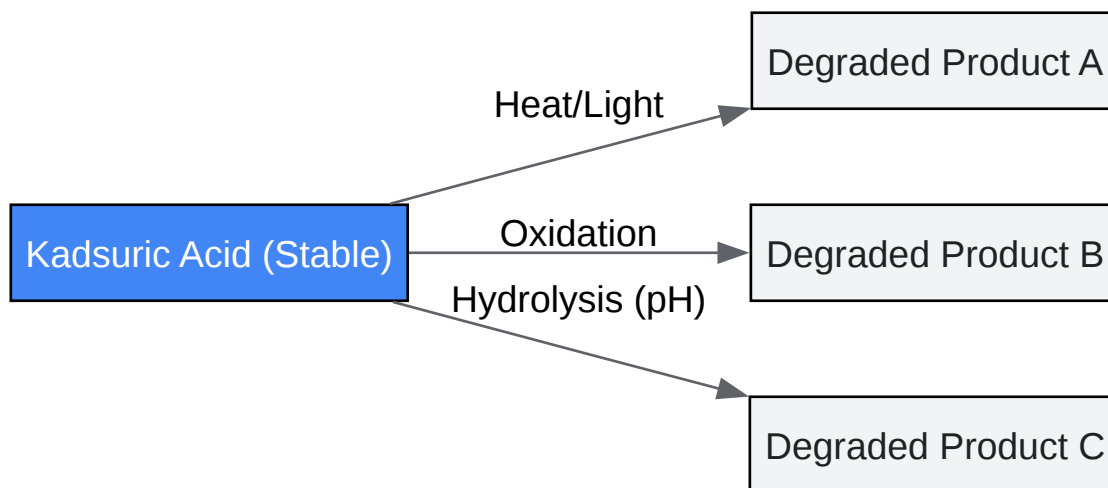 Degraded Product A
Heat/Light
Kadsuric Acid (Stable)
Oxidation
Degraded Product B
Hydrolysis (pH)
Degraded Product C